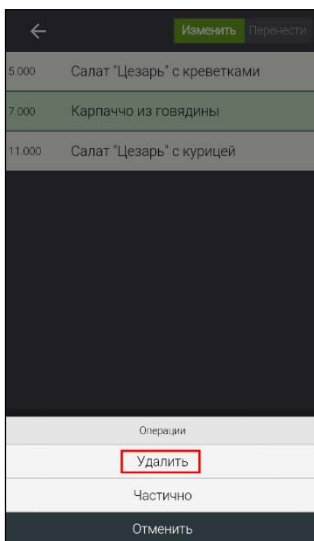 Изменить Перенести
5.000 Салат "Цезарь" с креветками
7.000 Карпаччо из говядины
11.000 Салат "Цезарь" с курицей
Операции
Удалить
Частично
Отменить